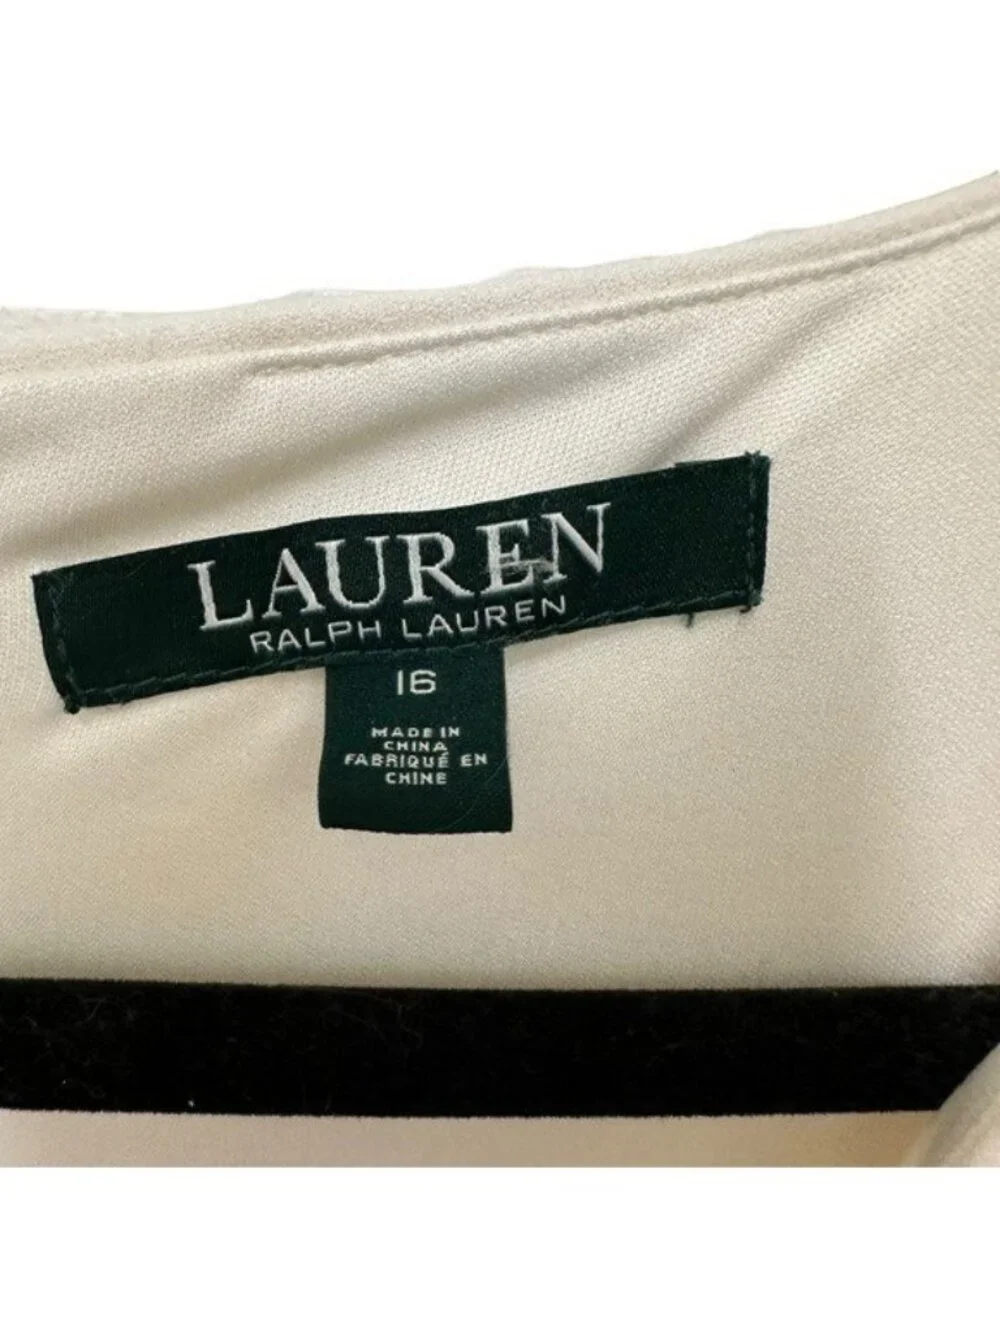 LAUREN
RALPH LAUREN
16
MADE IN
CHINA
FABRIQUÉ EN
CHINE